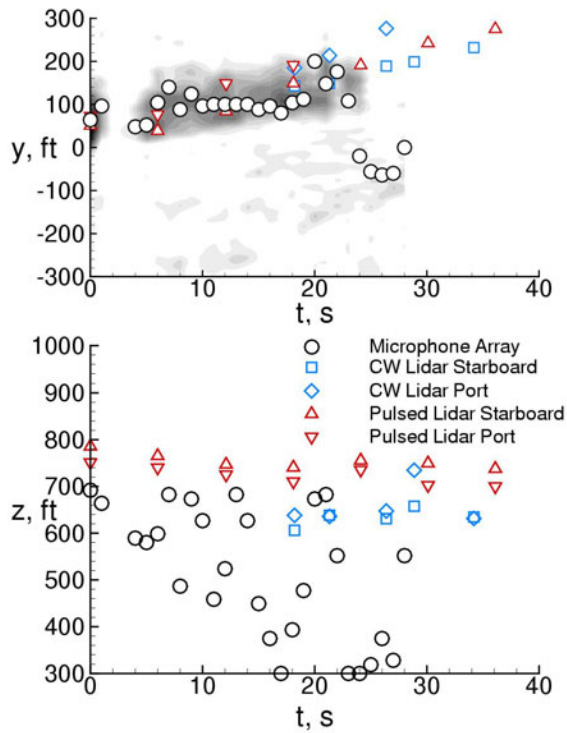 300
200
100
y, ft
0
-100
-200
-300
0
10
20
30
40
t, s
1000
900
800
700
z, ft
600
500
400
300
Microphone Array
CW Lidar Starboard
CW Lidar Port
Pulsed Lidar Starboard
Pulsed Lidar Port
0
10
20
30
40
t, s